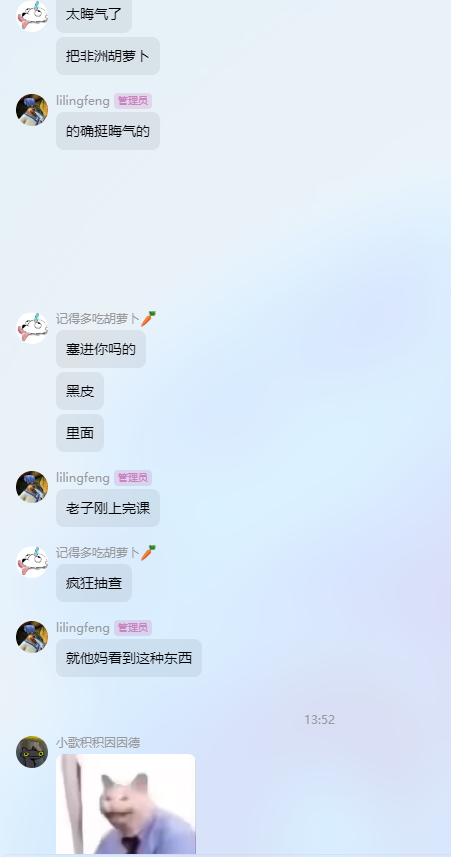 太晦气了
把非洲胡萝卜
lilingfeng 管理员
的确挺晦气的
记得多吃胡萝卜🥕
塞进你吗的
黑皮
里面
lilingfeng 管理员
老子刚上完课
记得多吃胡萝卜🥕
疯狂抽查
lilingfeng 管理员
就他妈看到这种东西
13:52
小歌积积因因德